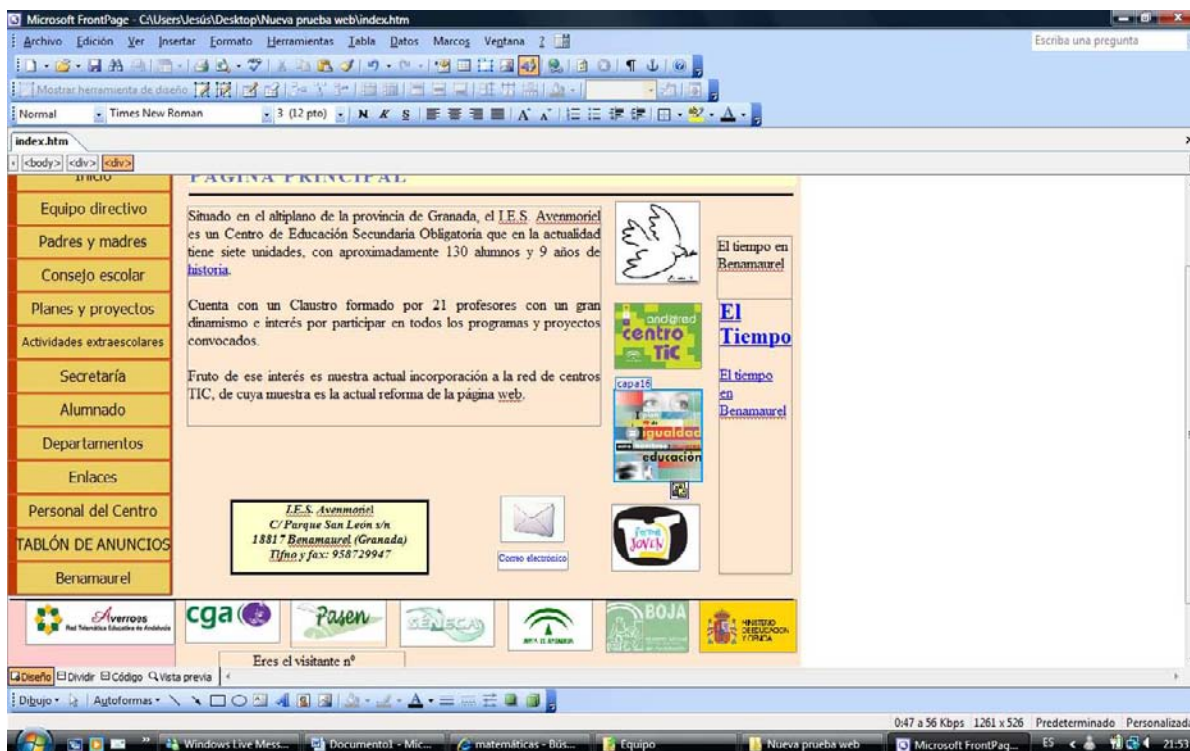 Microsoft FrontPage - C:\Users\Jesús\Desktop\Nueva prueba web\index.htm
Archivo Edición Ver Insertar Formato Herramientas Tabla Datos Marcos Ventana ?
Escriba una pregunta
Mostrar herramienta de diseño
Normal Times New Roman 3 (12 pto) N K S
index.htm
<body> <div> <div>
Inicio
PÁGINA PRINCIPAL
Equipo directivo
Padres y madres
Consejo escolar
Planes y proyectos
Actividades extraescolares
Secretaría
Alumnado
Departamentos
Enlaces
Personal del Centro
TABLÓN DE ANUNCIOS
Benamaurel
Situado en el altiplano de la provincia de Granada, el I.E.S. Avenmoriel
es un Centro de Educación Secundaria Obligatoria que en la actualidad
tiene siete unidades, con aproximadamente 130 alumnos y 9 años de
historia.
Cuenta con un Claustro formado por 21 profesores con un gran
dinamismo e interés por participar en todos los programas y proyectos
convocados.
Fruto de ese interés es nuestra actual incorporación a la red de centros
TIC, de cuya muestra es la actual reforma de la página web.
I.E.S. Avenmoriel
C/ Parque San León s/n
18817 Benamaurel (Granada)
Tlfno y fax: 958729947
Correo electrónico
andared
centro
TIC
capa16
igualdad
educación
Forma
JOVEN
El tiempo en
Benamaurel
El
Tiempo
El tiempo
en
Benamaurel
Averroes
Red Telemática Educativa de Andalucía
cga
Pasen
SENECA
JUNTA DE ANDALUCIA
BOJA
MINISTERIO
DE EDUCACIÓN
Y CIENCIA
Eres el visitante nº
Diseño Dividir Código Vista previa
Dibujo Autoformas
0:47 a 56 Kbps 1261 x 526 Predeterminado Personalizada
Windows Live Mess... Documento1 - Mic... matemáticas - Bús... Equipo Nueva prueba web Microsoft FrontPag... ES 21:53